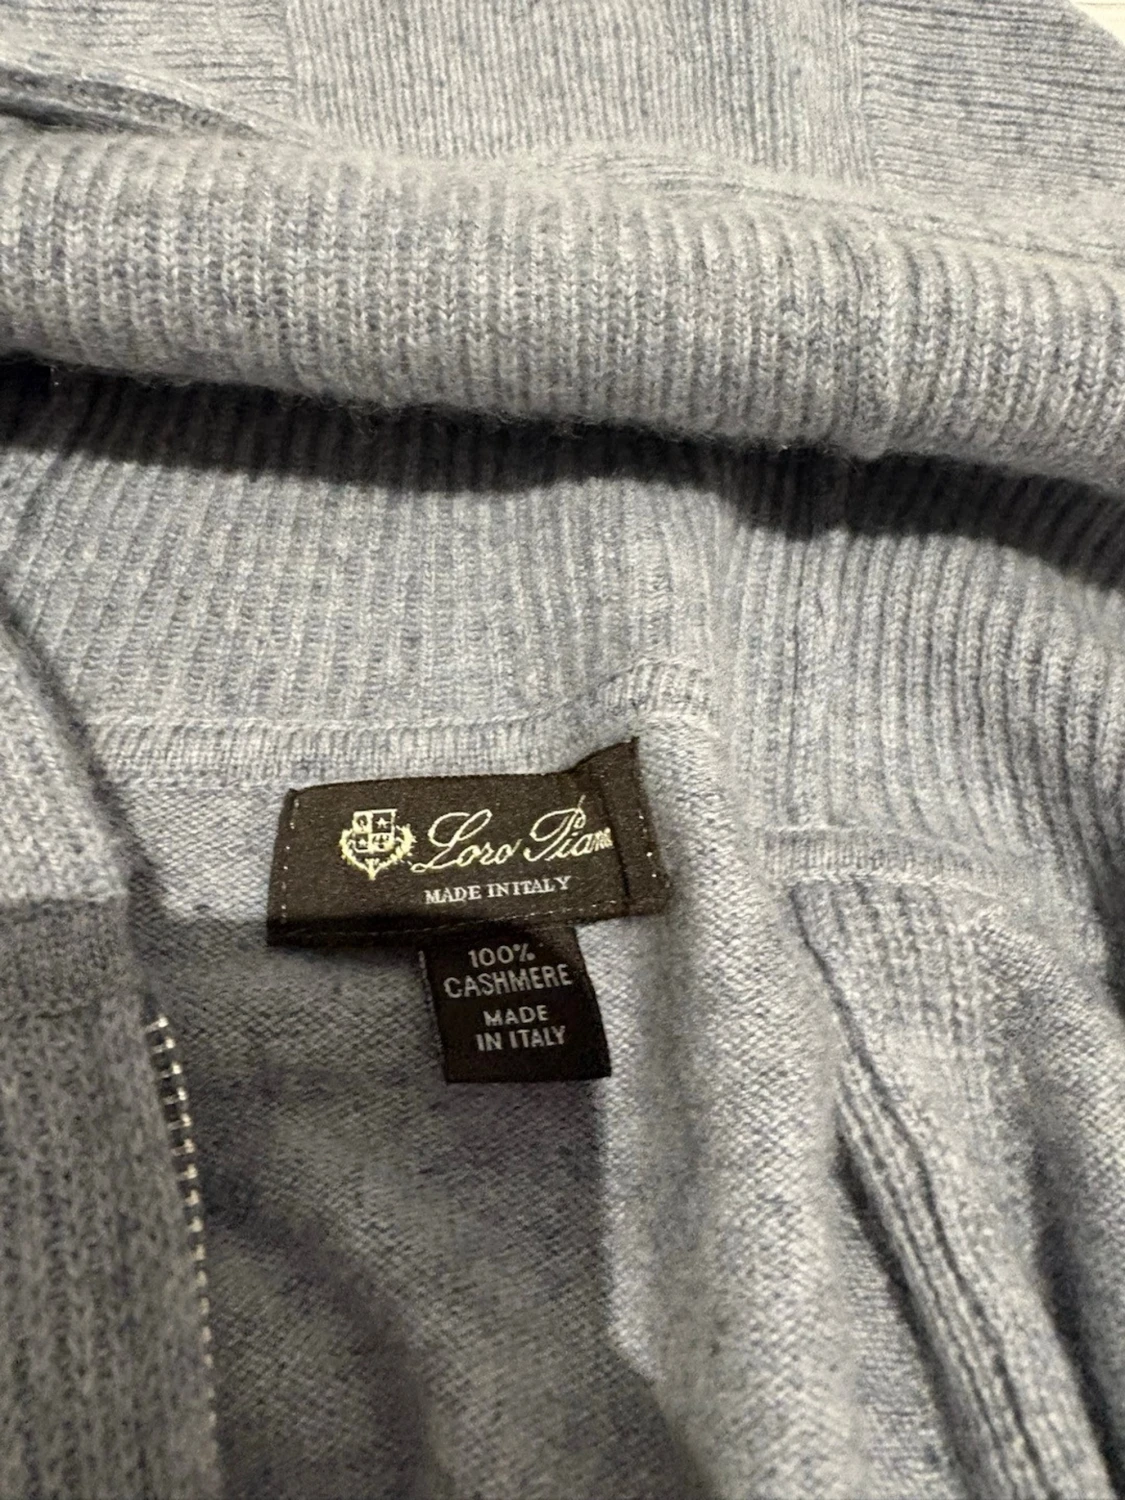 Loro Piana
MADE IN ITALY
100%
CASHMERE
MADE
IN ITALY